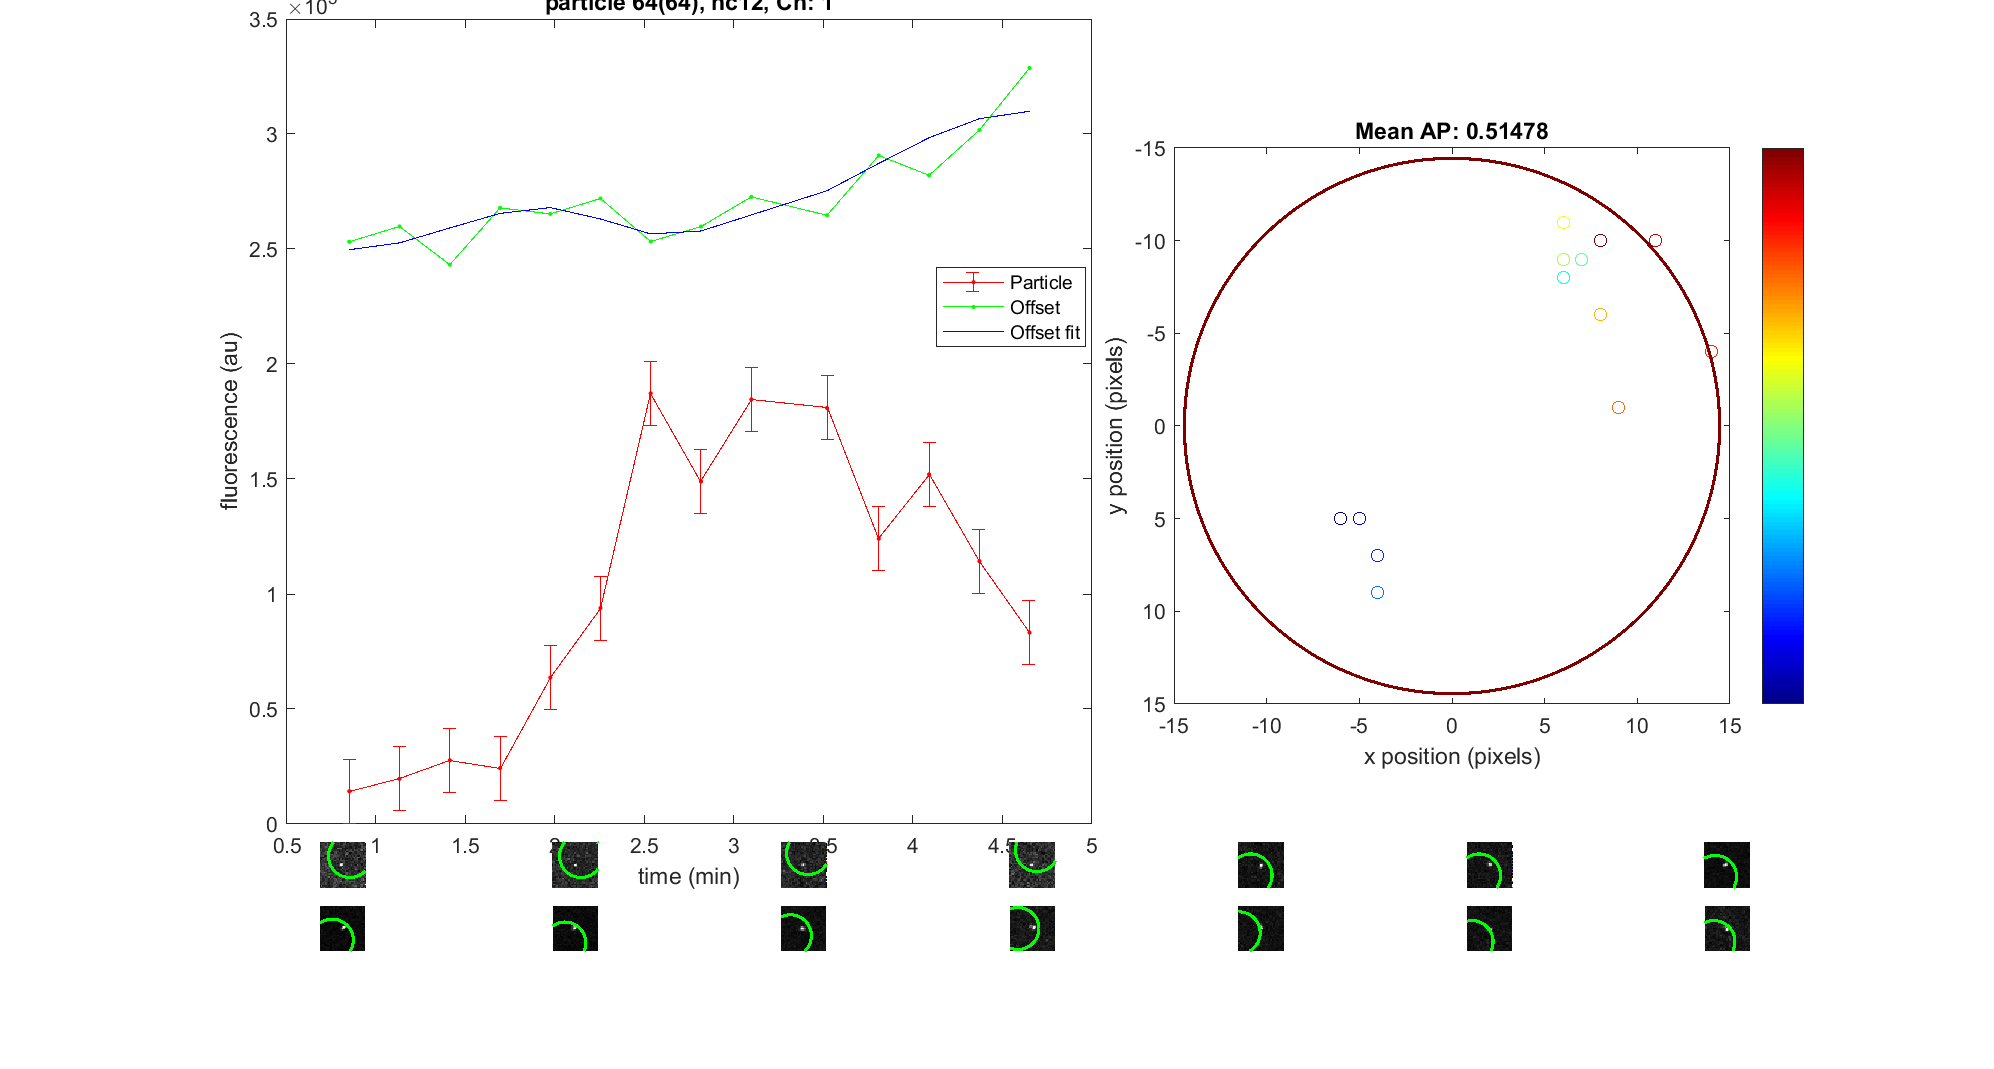 particle 64(64), nc12, Ch: 1
3.5
3
2.5
2
1.5
1
0.5
0
fluorescence (au)
Particle
Offset
Offset fit
0.5 1 1.5 2 2.5 3 3.5 4 4.5 5
time (min)
Mean AP: 0.51478
-15
-10
-5
0
5
10
15
y position (pixels)
-15 -10 -5 0 5 10 15
x position (pixels)